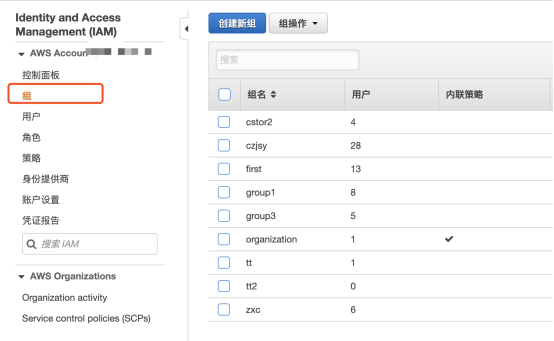 Identity and Access
Management (IAM)
AWS Accoun
控制面板
组
用户
角色
策略
身份提供商
账户设置
凭证报告
搜索 IAM
AWS Organizations
Organization activity
Service control policies (SCPs)
创建新组 组操作
搜索
组名 用户 内联策略
cstor2 4
czjsy 28
first 13
group1 8
group3 5
organization 1
tt 1
tt2 0
zxc 6